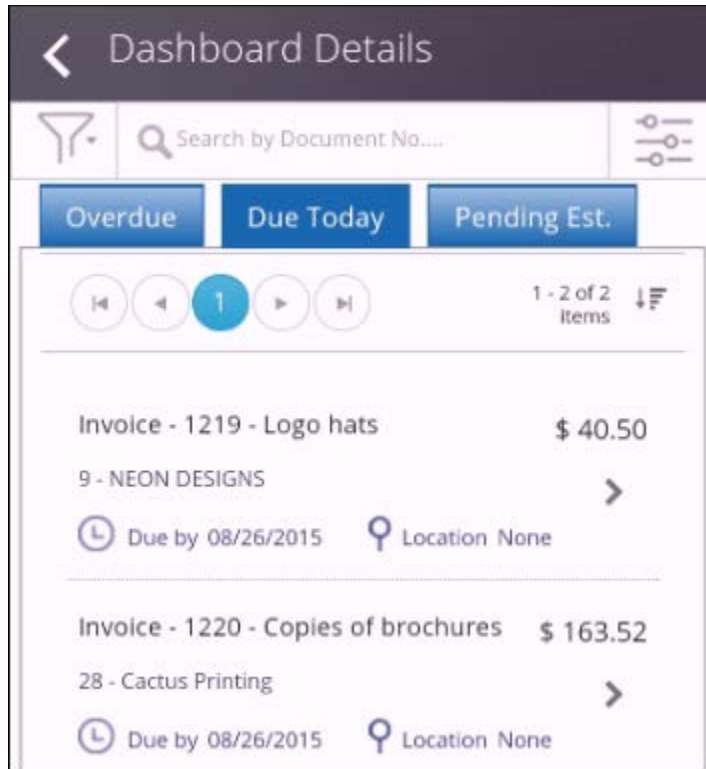 Dashboard Details
Search by Document No....
Overdue Due Today Pending Est.
1 1 - 2 of 2
items
Invoice - 1219 - Logo hats $ 40.50
9 - NEON DESIGNS
Due by 08/26/2015 Location None
Invoice - 1220 - Copies of brochures $ 163.52
28 - Cactus Printing
Due by 08/26/2015 Location None